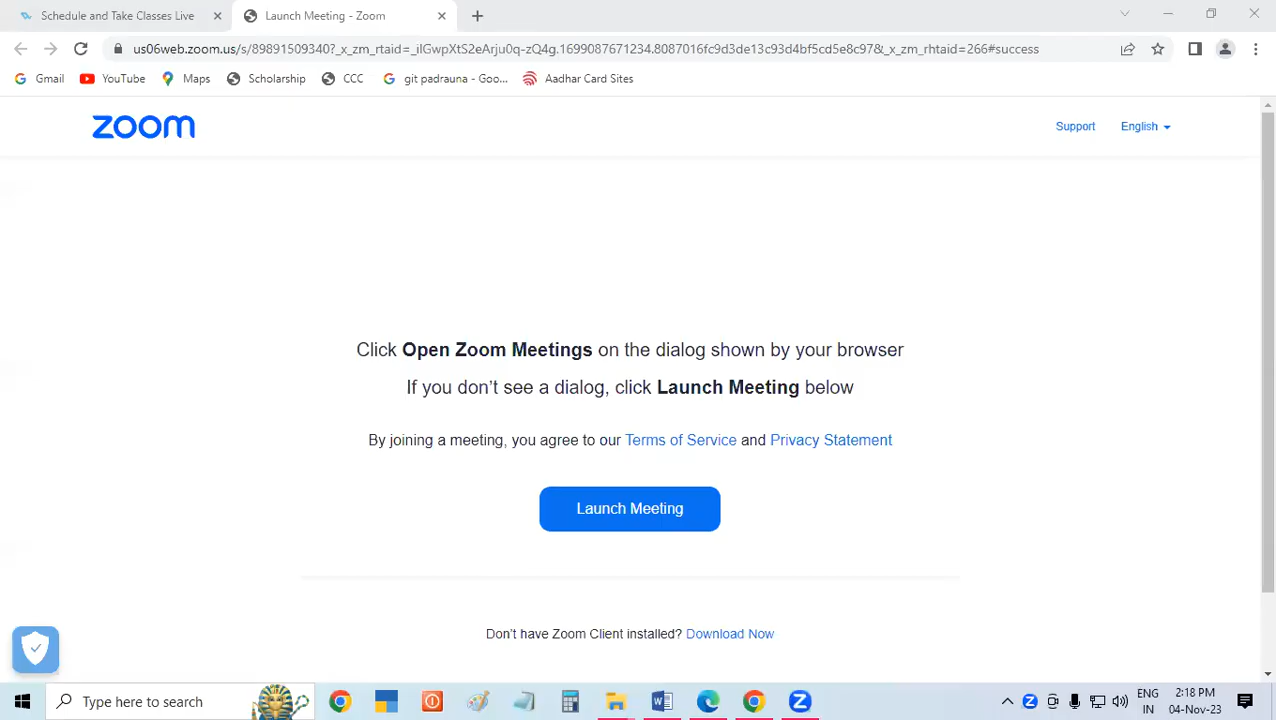 Schedule and Take Classes Live
Launch Meeting - Zoom
us06web.zoom.us/s/89891509340?_x_zm_rtaid=_ilGwpXtS2eArju0q-zQ4g.1699087671234.8087016fc93d3de13c93d4bf5cd5e8c97&_x_zm_rhtaid=266#success
Gmail YouTube Maps Scholarship CCC git padrauna - Goo... Aadhar Card Sites
zoom
Support English
Click Open Zoom Meetings on the dialog shown by your browser
If you don't see a dialog, click Launch Meeting below
By joining a meeting, you agree to our Terms of Service and Privacy Statement
Launch Meeting
Don't have Zoom Client installed? Download Now
Type here to search
ENG
IN
2:18 PM
04-Nov-23